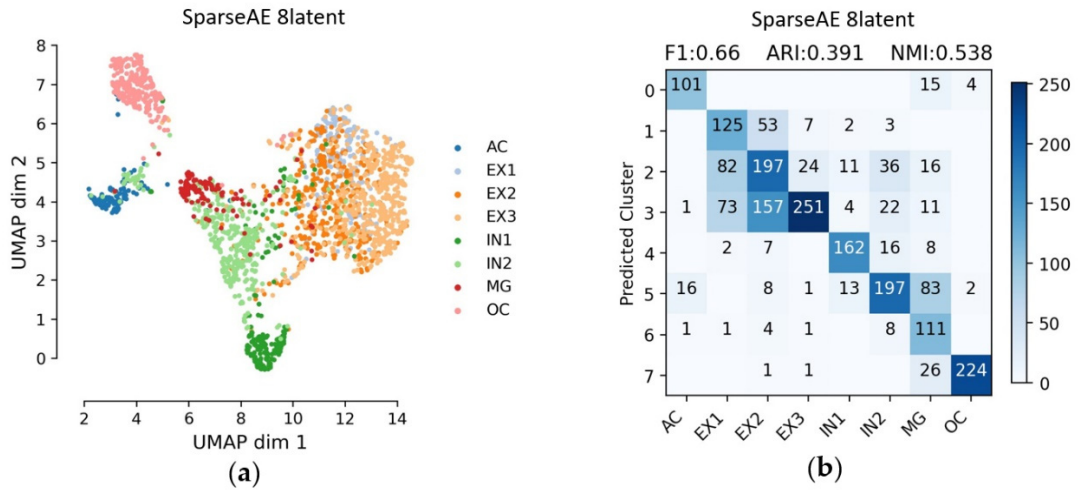 SparseAE 8latent
8
7
6
5
4
3
2
1
0
UMAP dim 2
2 4 6 8 10 12 14
UMAP dim 1
AC
EX1
EX2
EX3
IN1
IN2
MG
OC
(a)
SparseAE 8latent
F1:0.66 ARI:0.391 NMI:0.538
Predicted Cluster
0 101 15 4
1 125 53 7 2 3
2 82 197 24 11 36 16
3 1 73 157 251 4 22 11
4 2 7 162 16 8
5 16 8 1 13 197 83 2
6 1 1 4 1 8 111
7 1 1 26 224
AC EX1 EX2 EX3 IN1 IN2 MG OC
250
200
150
100
50
0
(b)